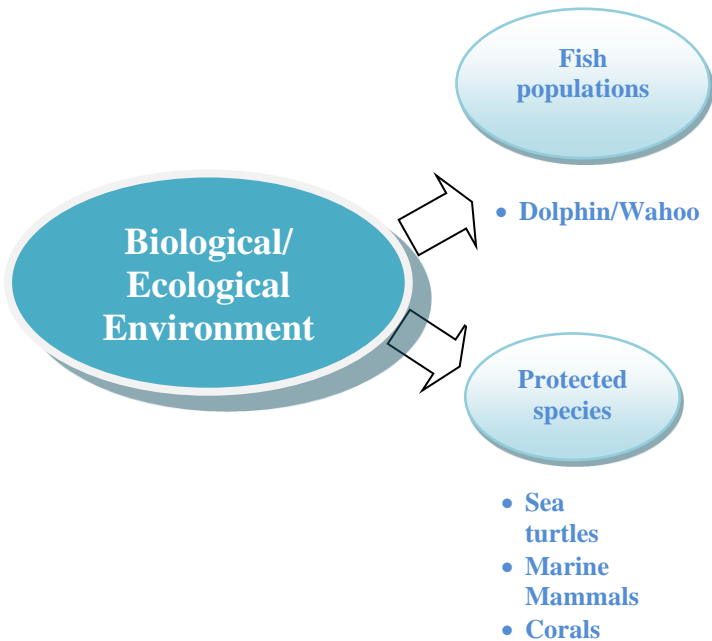 Biological/
Ecological
Environment
Fish
populations
• Dolphin/Wahoo
Protected
species
• Sea
turtles
• Marine
Mammals
• Corals